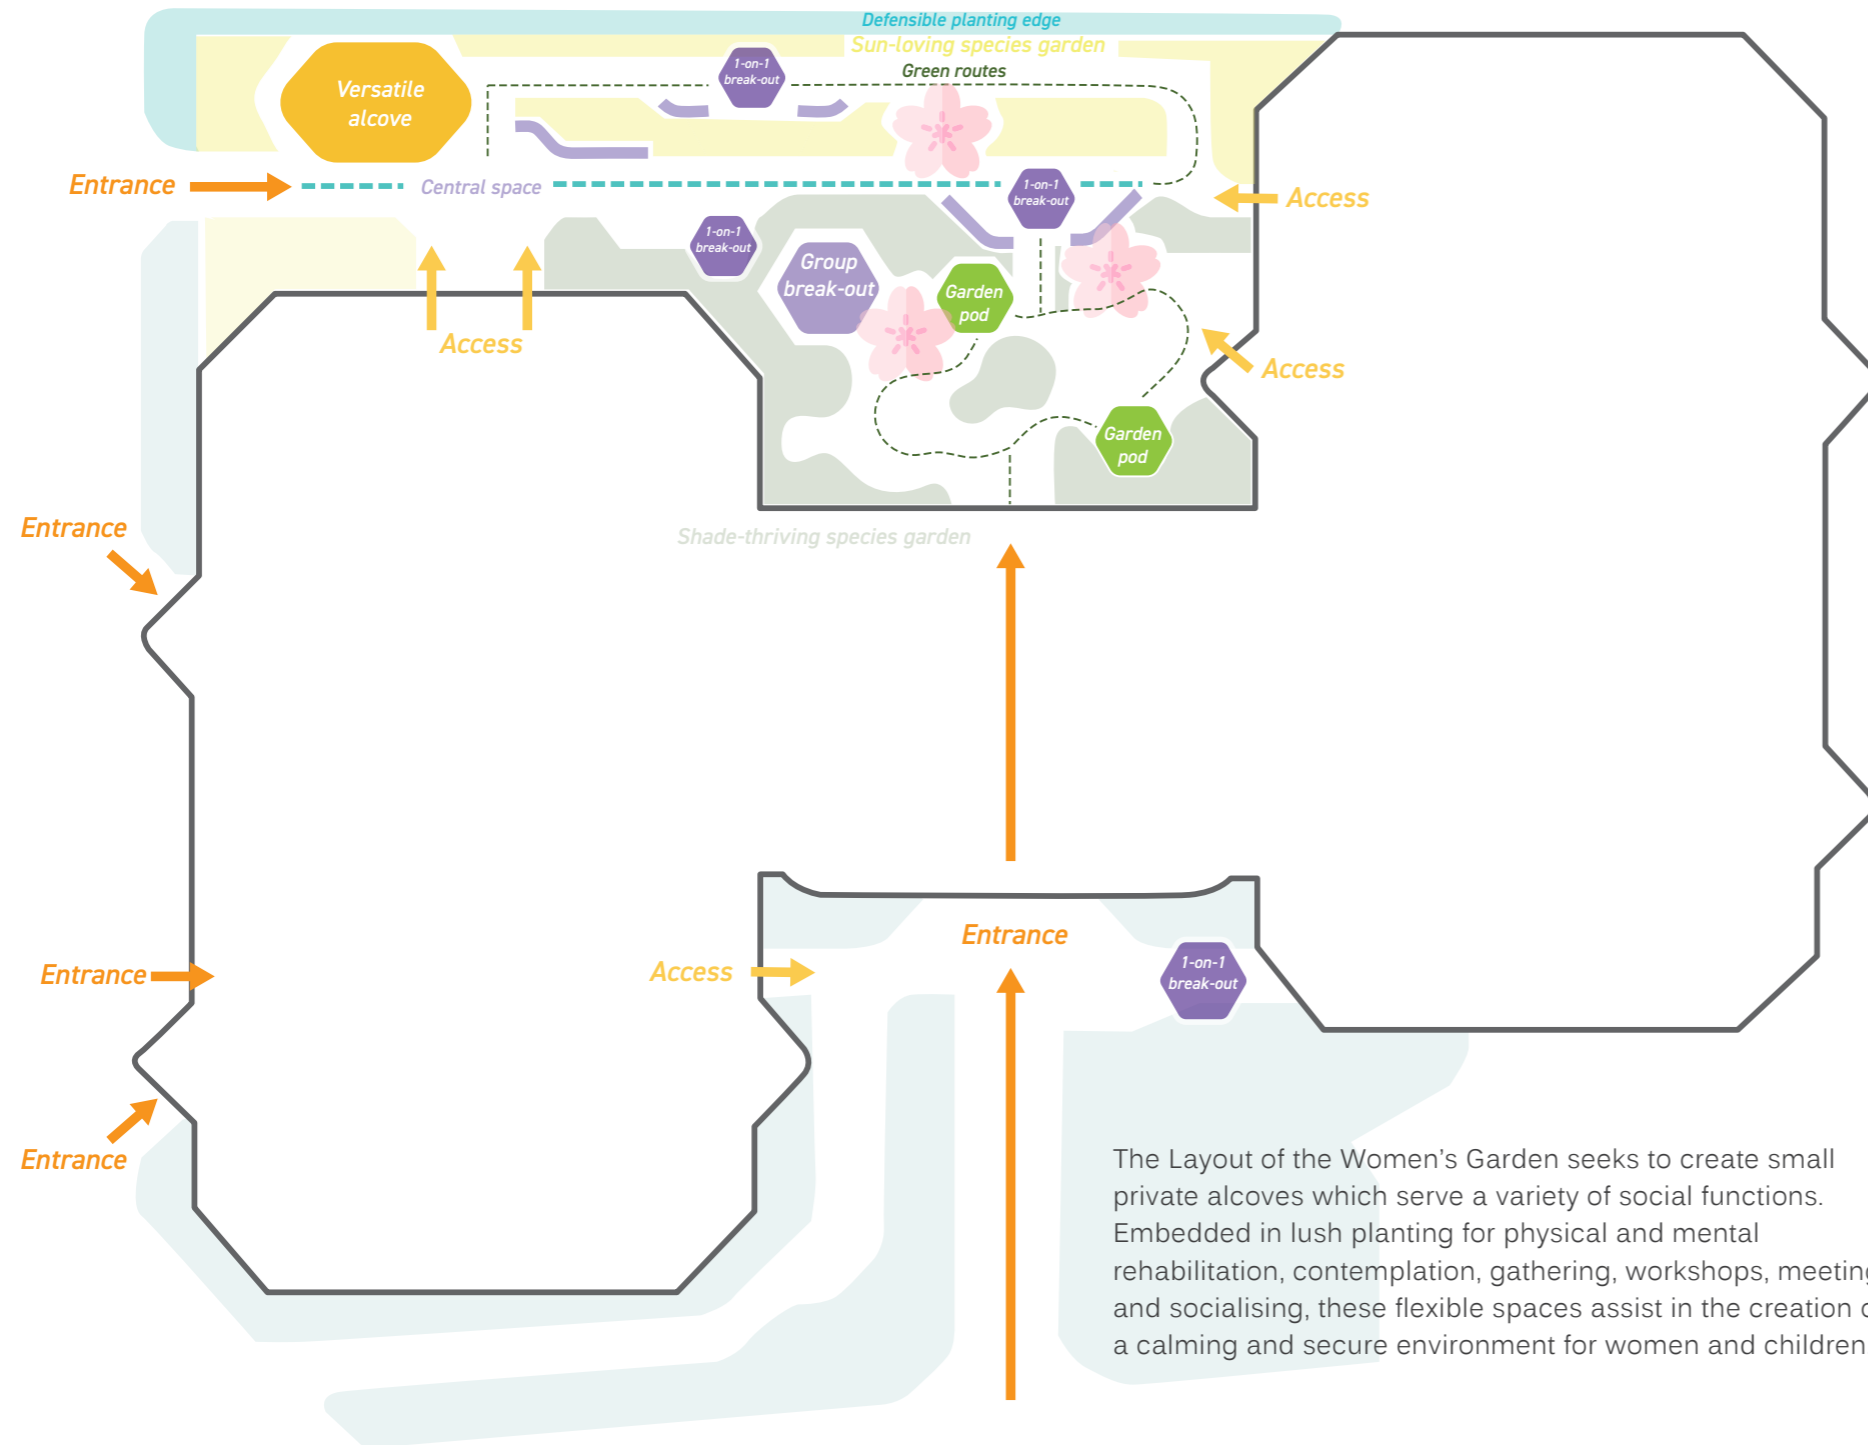 Defensible planting edge
Sun-loving species garden
Green routes
1-on-1
break-out
Versatile
alcove
Entrance
Central space
1-on-1
break-out
Access
1-on-1
break-out
Group
break-out
Garden
pod
Access
Access
Garden
pod
Entrance
Shade-thriving species garden
Entrance
Entrance
Access
1-on-1
break-out
Entrance
The Layout of the Women's Garden seeks to create small
private alcoves which serve a variety of social functions.
Embedded in lush planting for physical and mental
rehabilitation, contemplation, gathering, workshops, meeting
and socialising, these flexible spaces assist in the creation
a calming and secure environment for women and children